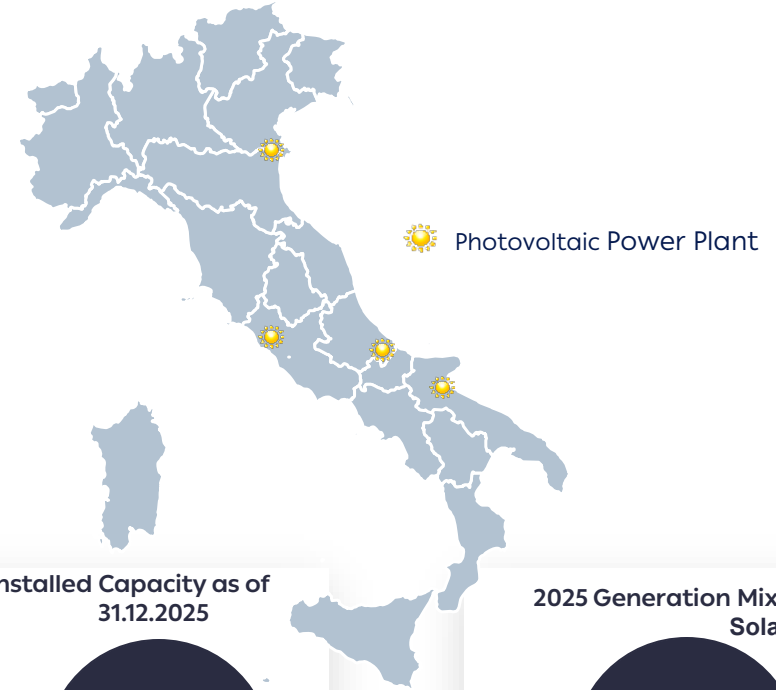 Photovoltaic Power Plant
nstalled Capacity as of
31.12.2025
2025 Generation Mix
Sola